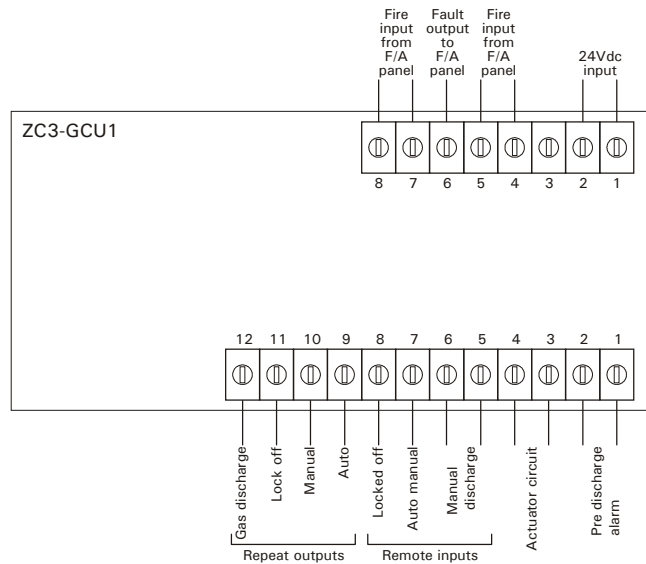 Fire
input
from
F/A
panel
Fault
output
to
F/A
panel
Fire
input
from
F/A
panel
24Vdc
input
ZC3-GCU1
8 7 6 5 4 3 2 1
12 11 10 9 8 7 6 5 4 3 2 1
Gas discharge
Lock off
Manual
Auto
Locked off
Auto manual
Manual
discharge
Actuator circuit
Pre discharge
alarm
Repeat outputs
Remote inputs